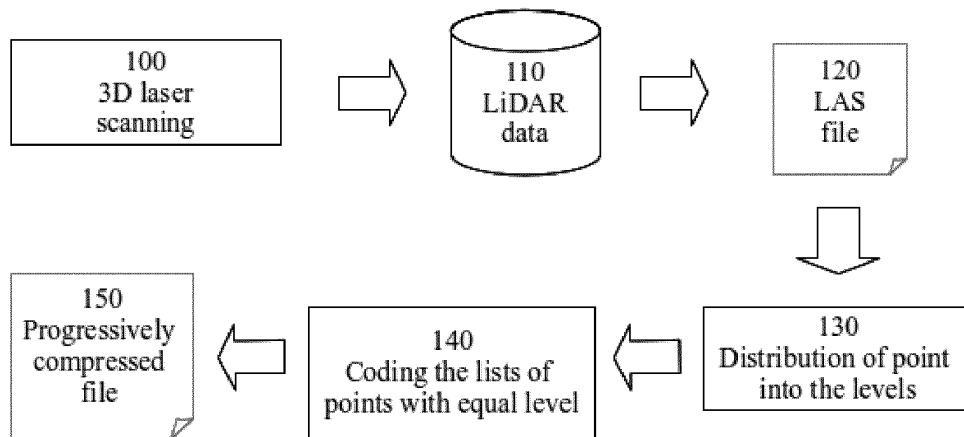 100
3D laser
scanning
110
LiDAR
data
120
LAS
file
130
Distribution of point
into the levels
140
Coding the lists of
points with equal level
150
Progressively
compressed
file